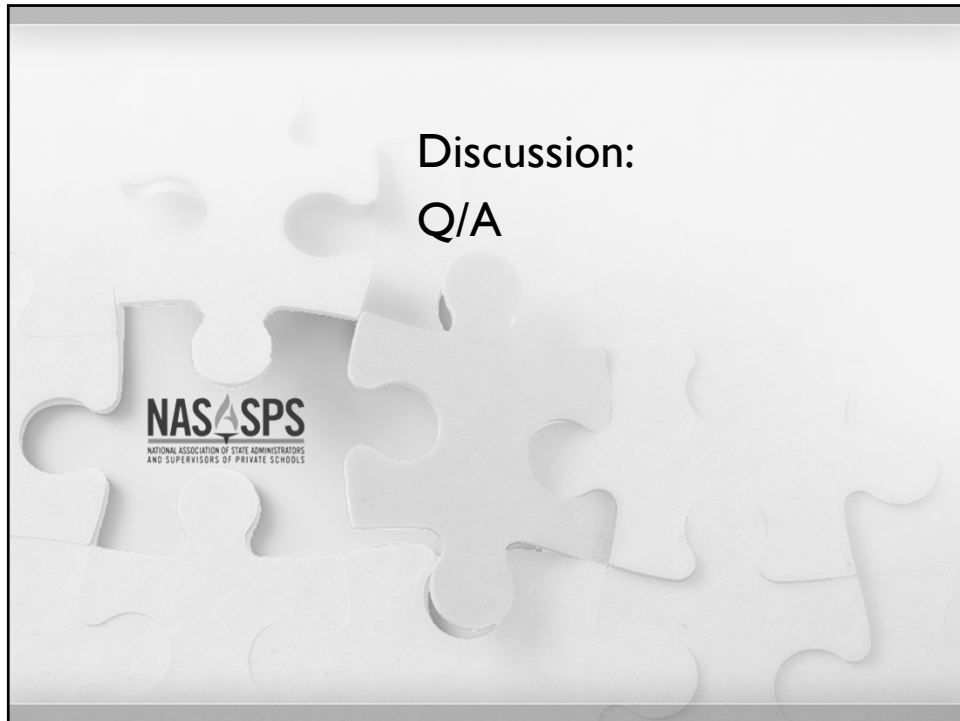 Discussion:
Q/A
NASASPS
NATIONAL ASSOCIATION OF STATE ADMINISTRATORS
AND SUPERVISORS OF PRIVATE SCHOOLS